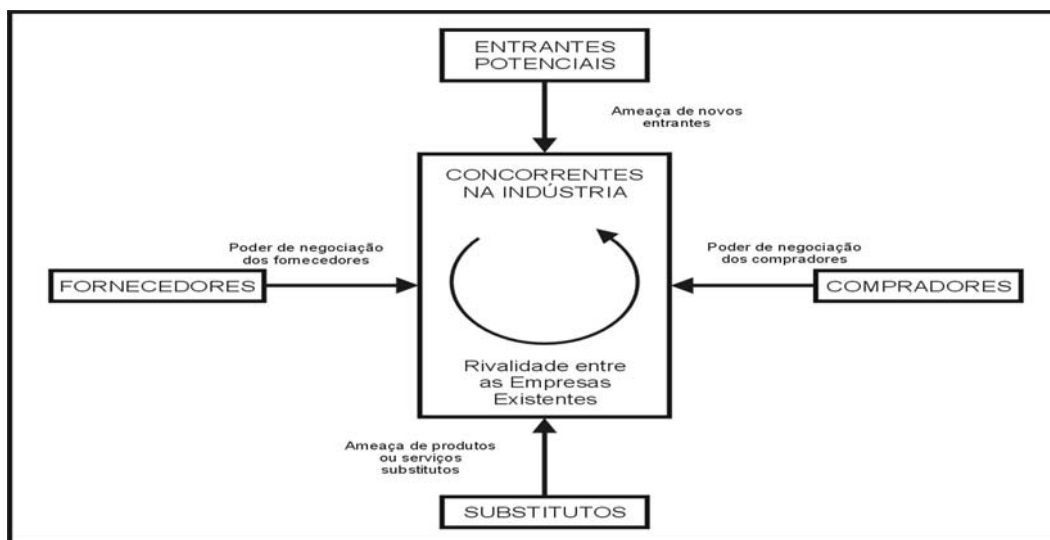 ENTRANTES
POTENCIAIS
Ameaça de novos
entrantes
CONCORRENTES
NA INDÚSTRIA
Poder de negociação
dos fornecedores
FORNECEDORES
Poder de negociação
dos compradores
COMPRADORES
Rivalidade entre
as Empresas
Existentes
Ameaça de produtos
ou serviços
substitutos
SUBSTITUTOS